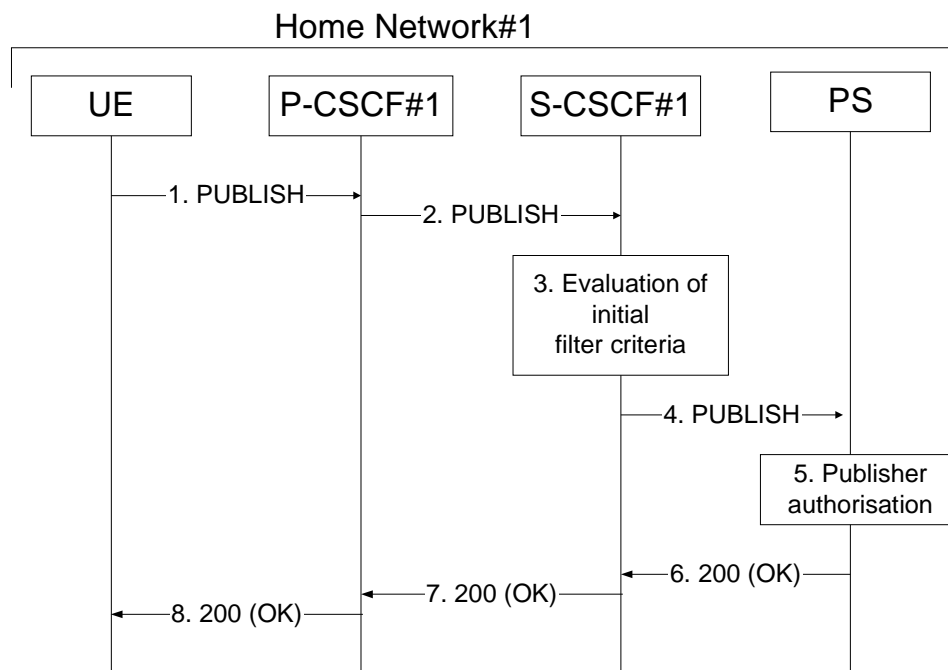 Home Network#1
UE
P-CSCF#1
S-CSCF#1
PS
1. PUBLISH
2. PUBLISH
3. Evaluation of
initial
filter criteria
4. PUBLISH
5. Publisher
authorisation
6. 200 (OK)
7. 200 (OK)
8. 200 (OK)